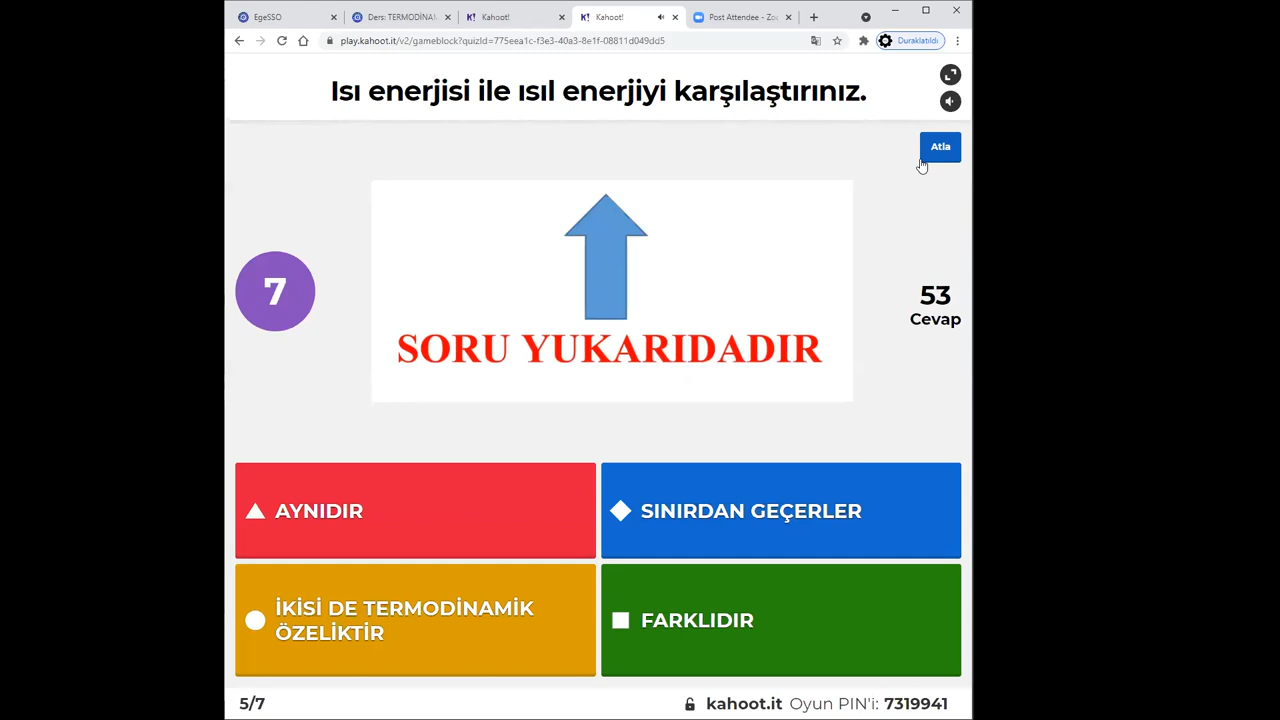 EgeSSO
Ders: TERMODİNAM
Kahoot!
Kahoot!
Post Attendee - Zoo
play.kahoot.it/v2/gameblock?quizId=775eea1c-f3e3-40a3-8e1f-08811d049dd5
Duraklatıldı
Isı enerjisi ile ısıl enerjiyi karşılaştırınız.
Atla
7
SORU YUKARIDADIR
53
Cevap
AYNIDIR
SINIRDAN GEÇERLER
İKİSİ DE TERMODİNAMİK
ÖZELİKTİR
FARKLIDIR
5/7
kahoot.it Oyun PIN'i: 7319941